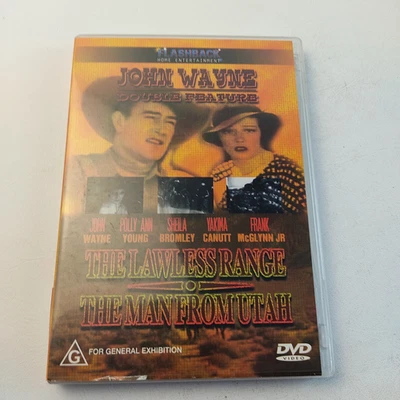 FLASHBACK
HOME ENTERTAINMENT
JOHN WAYNE
DOUBLE FEATURE
JOHN WAYNE POLLY ANN YOUNG SHEILA BROMLEY YAKIMA CANUTT FRANK McGLYNN JR
THE LAWLESS RANGE
THE MAN FROM UTAH
G FOR GENERAL EXHIBITION
DVD
VIDEO